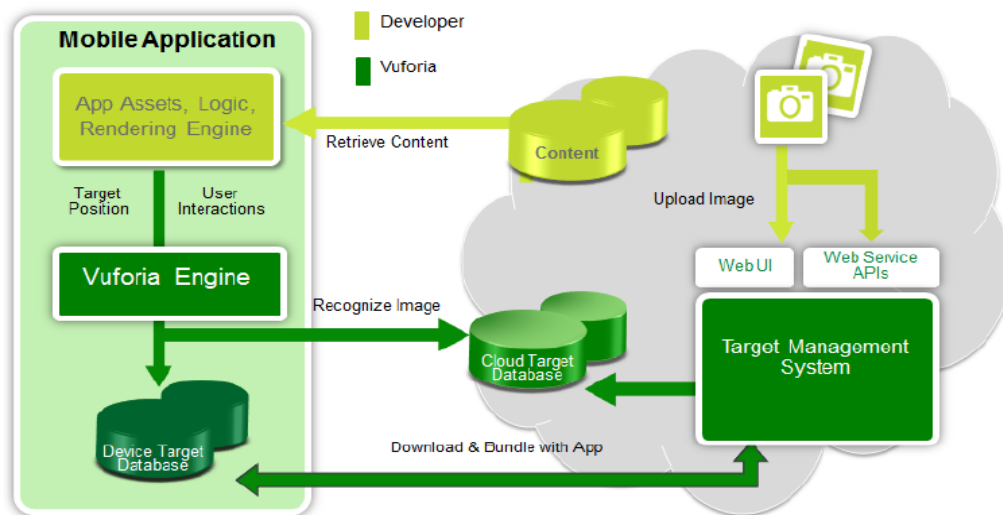 Mobile Application
Developer
Vuforia
App Assets, Logic,
Rendering Engine
Retrieve Content
Content
Target
Position
User
Interactions
Upload Image
Vuforia Engine
Web UI
Web Service
APIs
Recognize Image
Cloud Target
Database
Target Management
System
Device Target
Database
Download & Bundle with App